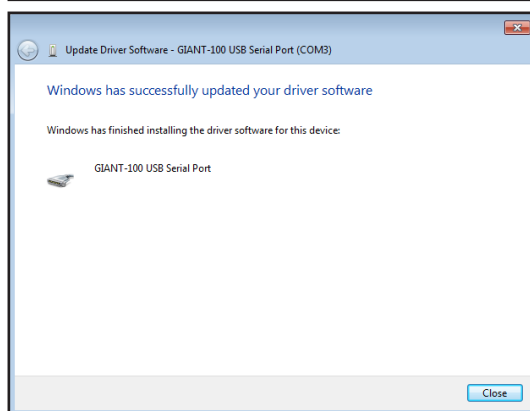 Update Driver Software - GIANT-100 USB Serial Port (COM3)
Windows has successfully updated your driver software
Windows has finished installing the driver software for this device:
GIANT-100 USB Serial Port
Close